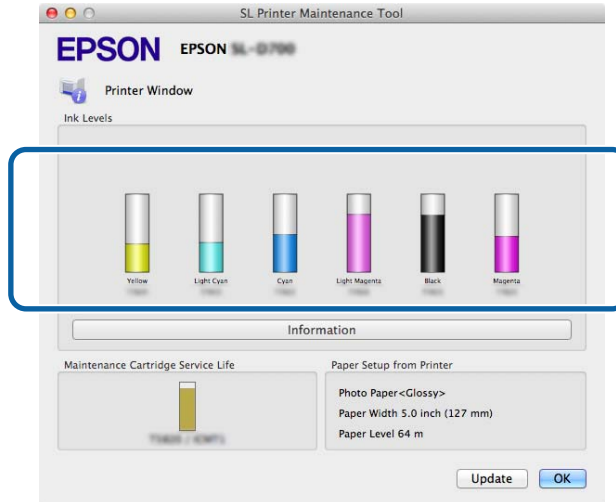 SL Printer Maintenance Tool
EPSON EPSON
Printer Window
Ink Levels
Yellow Light Cyan Cyan Light Magenta Black Magenta
Information
Maintenance Cartridge Service Life
Paper Setup from Printer
Photo Paper<Glossy>
Paper Width 5.0 inch (127 mm)
Paper Level 64 m
Update OK